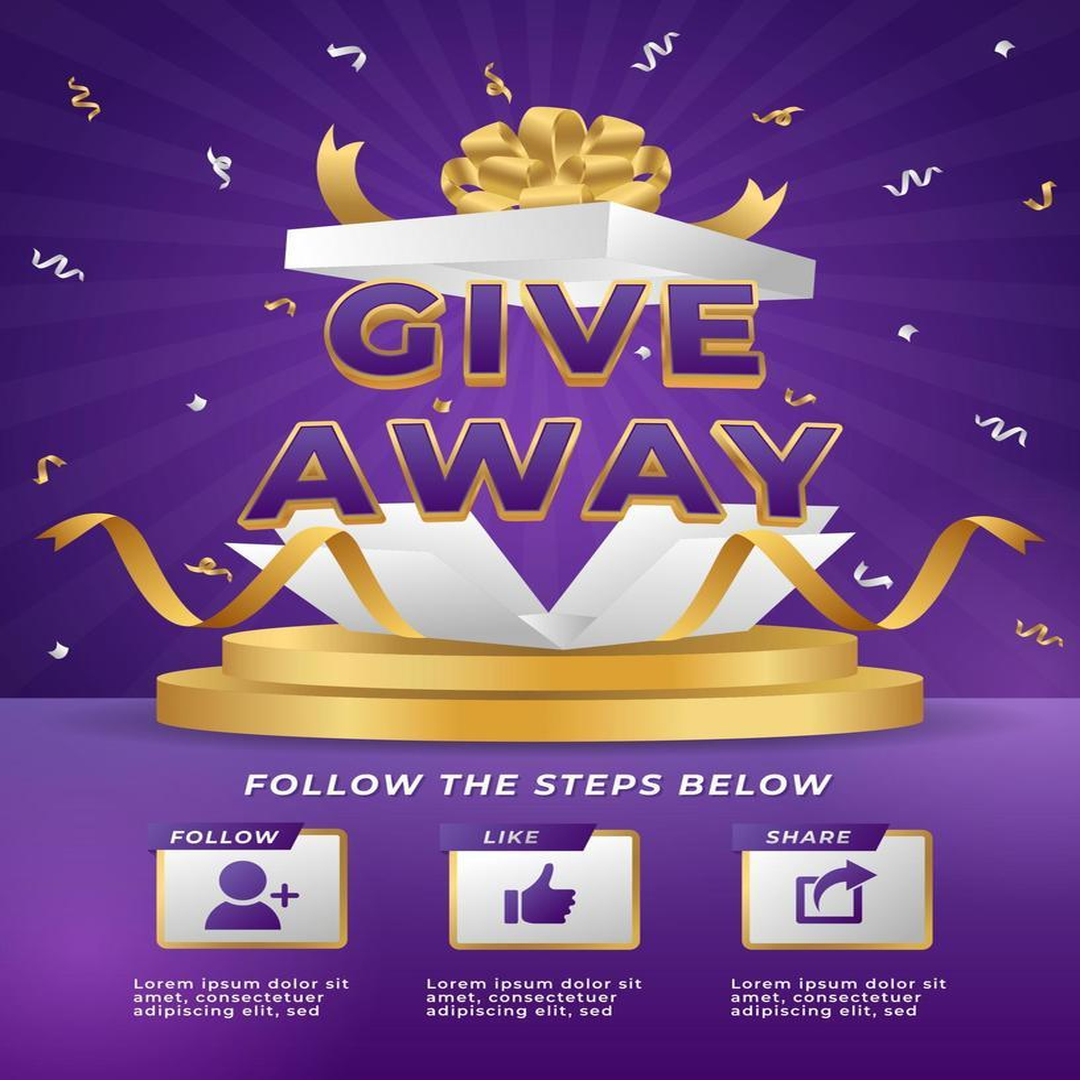 GIVE
AWAY
FOLLOW THE STEPS BELOW
FOLLOW
LIKE
SHARE
Lorem ipsum dolor sit
amet, consectetuer
adipiscing elit, sed
Lorem ipsum dolor sit
amet, consectetuer
adipiscing elit, sed
Lorem ipsum dolor sit
amet, consectetuer
adipiscing elit, sed